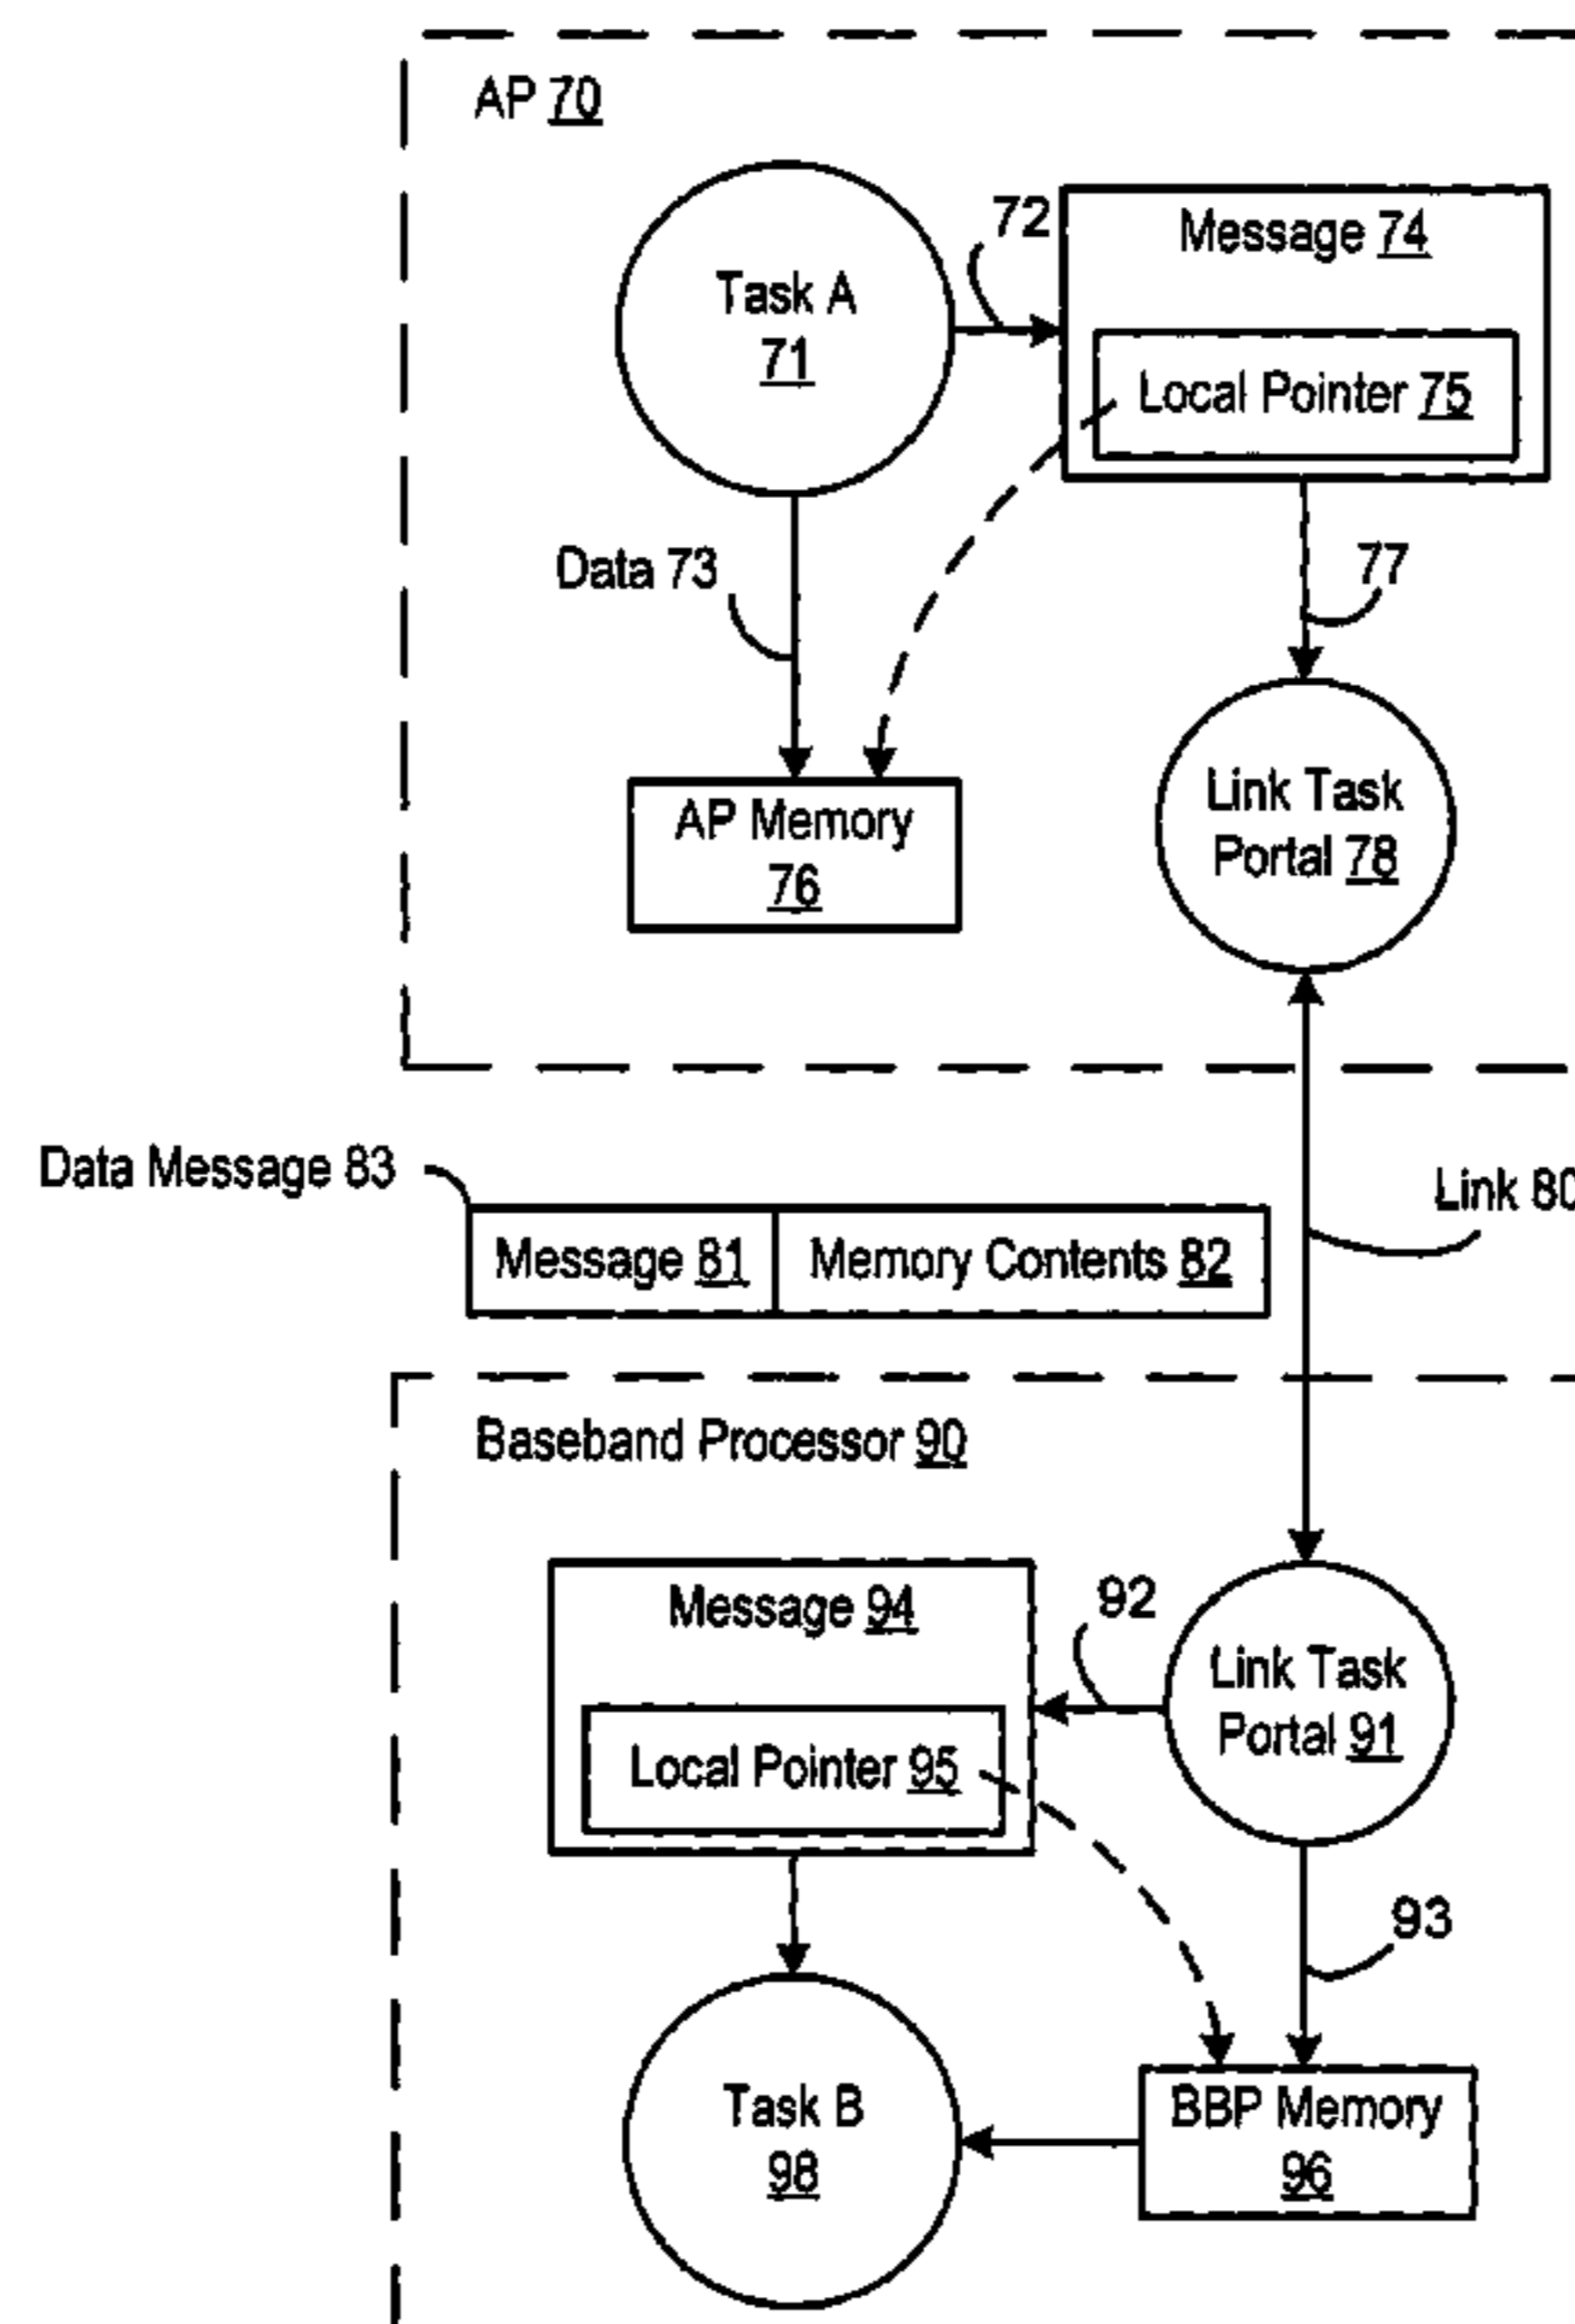 AP 70
72
Message 74
Task A
71
Local Pointer 75
Data 73
77
Link Task
Portal 78
AP Memory
76
Data Message 83
Link 80
Message 81
Memory Contents 82
Baseband Processor 90
Message 94
92
Link Task
Portal 91
Local Pointer 95
93
Task B
98
BBP Memory
96